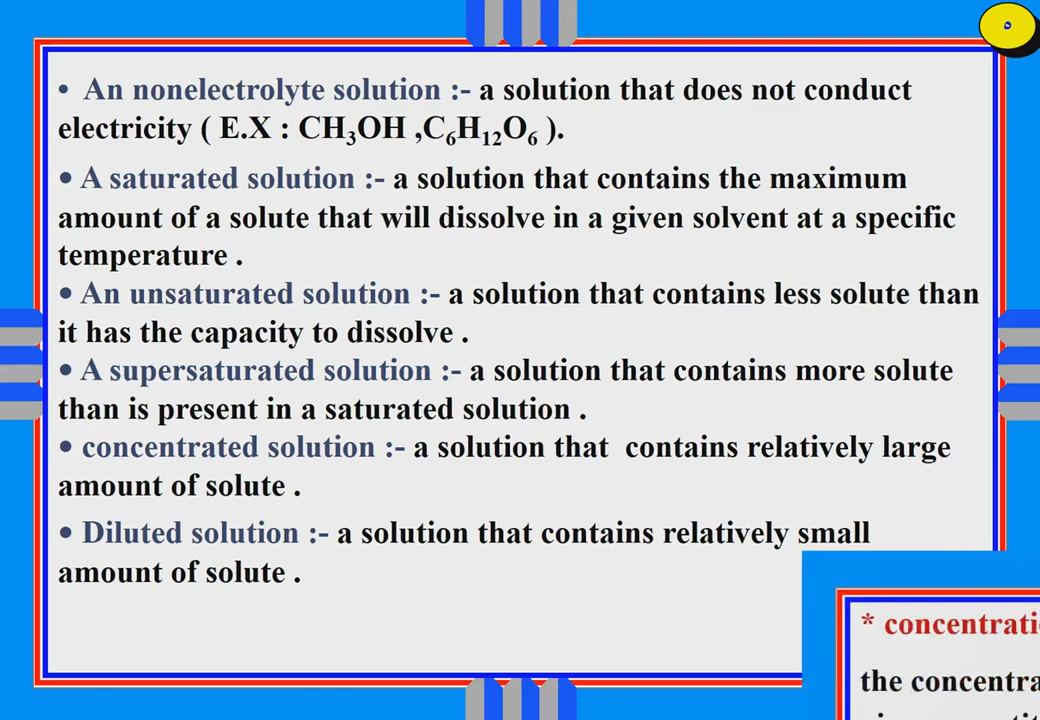 ٥
• An nonelectrolyte solution :- a solution that does not conduct
electricity ( E.X : CH₃OH ,C₆H₁₂O₆ ).
• A saturated solution :- a solution that contains the maximum
amount of a solute that will dissolve in a given solvent at a specific
temperature .
• An unsaturated solution :- a solution that contains less solute than
it has the capacity to dissolve .
• A supersaturated solution :- a solution that contains more solute
than is present in a saturated solution .
• concentrated solution :- a solution that contains relatively large
amount of solute .
• Diluted solution :- a solution that contains relatively small
amount of solute .
* concentrati
the concentra